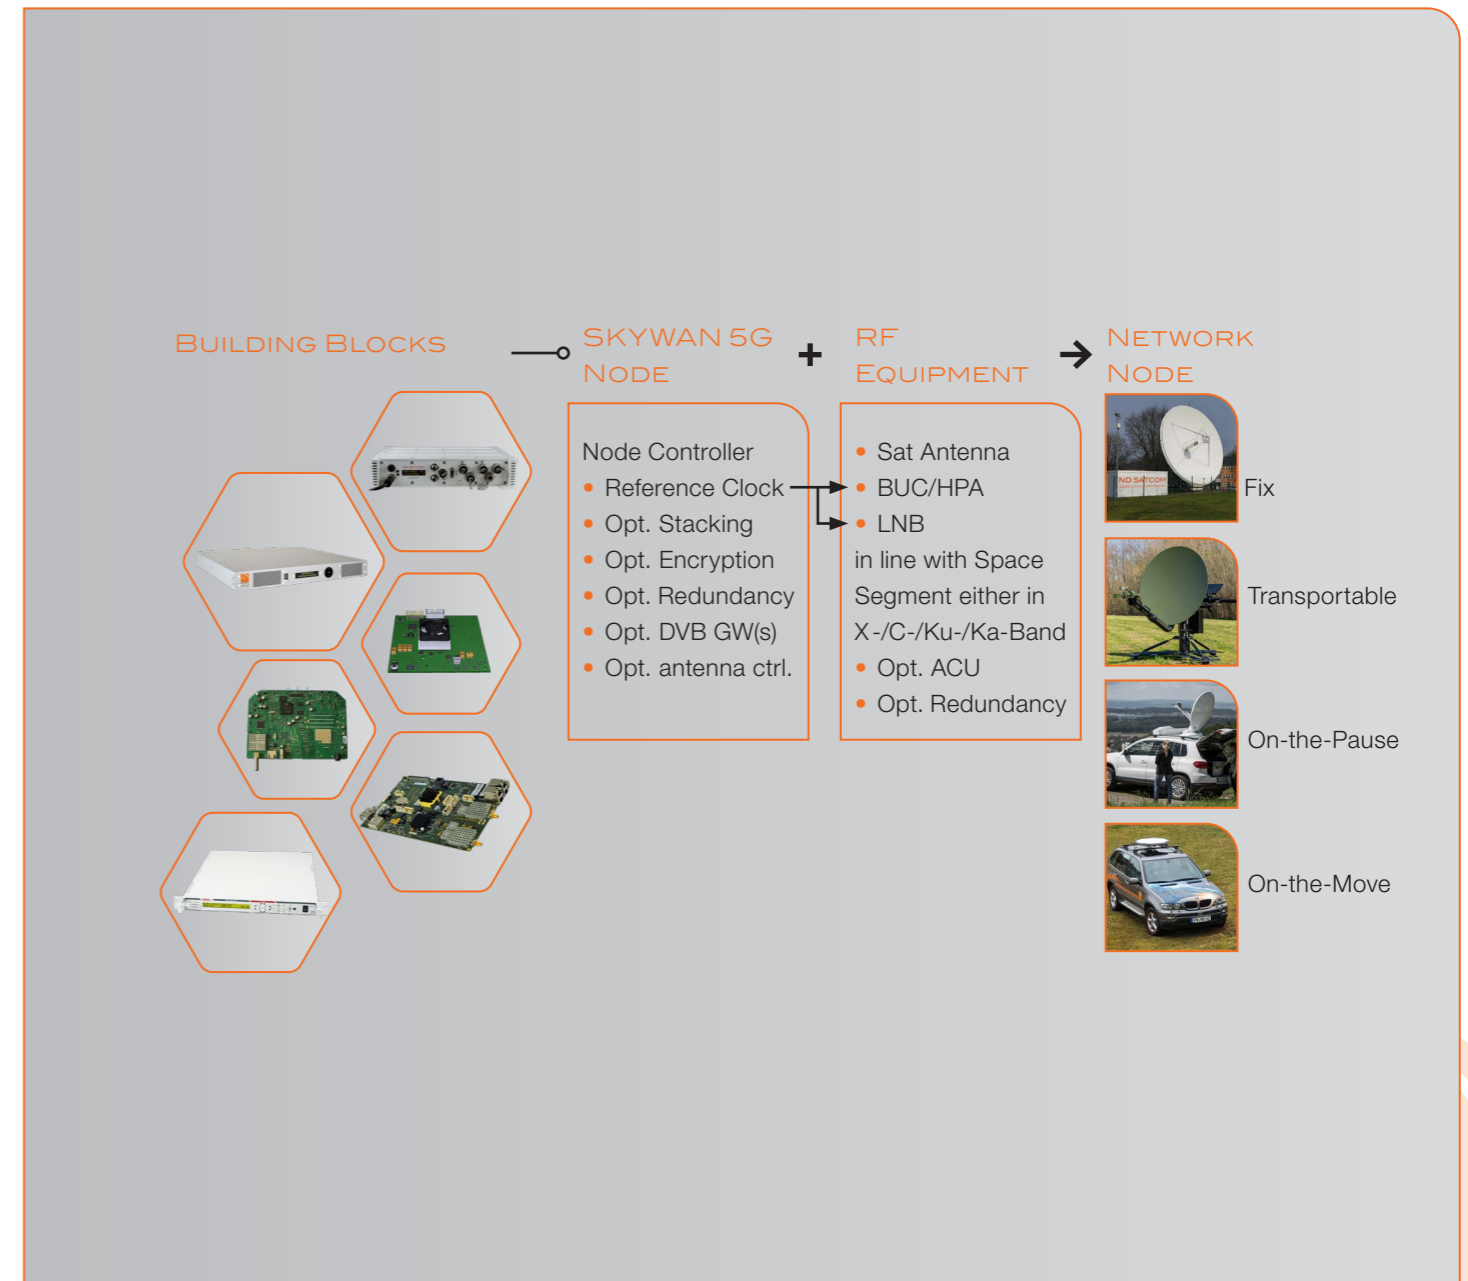 BUILDING BLOCKS
SKYWAN 5G
NODE
+
RF
EQUIPMENT
NETWORK
NODE
Node Controller
• Reference Clock
• Opt. Stacking
• Opt. Encryption
• Opt. Redundancy
• Opt. DVB GW(s)
• Opt. antenna ctrl.
• Sat Antenna
• BUC/HPA
• LNB
in line with Space
Segment either in
X-/C-/Ku-/Ka-Band
• Opt. ACU
• Opt. Redundancy
ND SATCOM
Fix
Transportable
On-the-Pause
On-the-Move